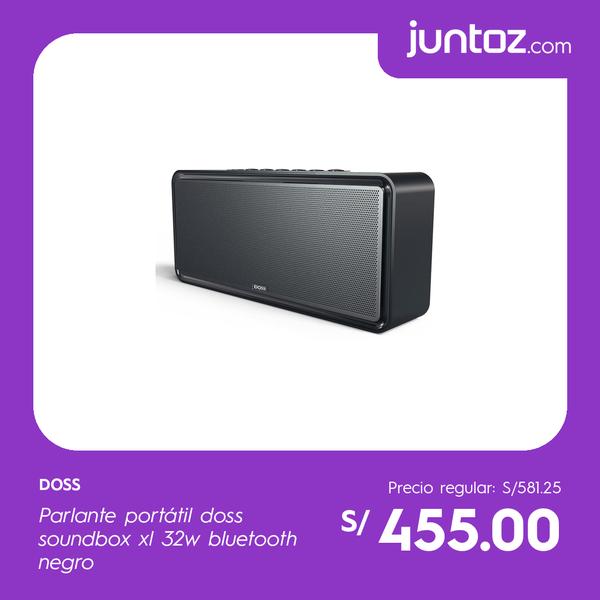 juntoz.com
DOSS
DOSS
Parlante portátil doss
soundbox xl 32w bluetooth
negro
Precio regular: S/581.25
S/ 455.00